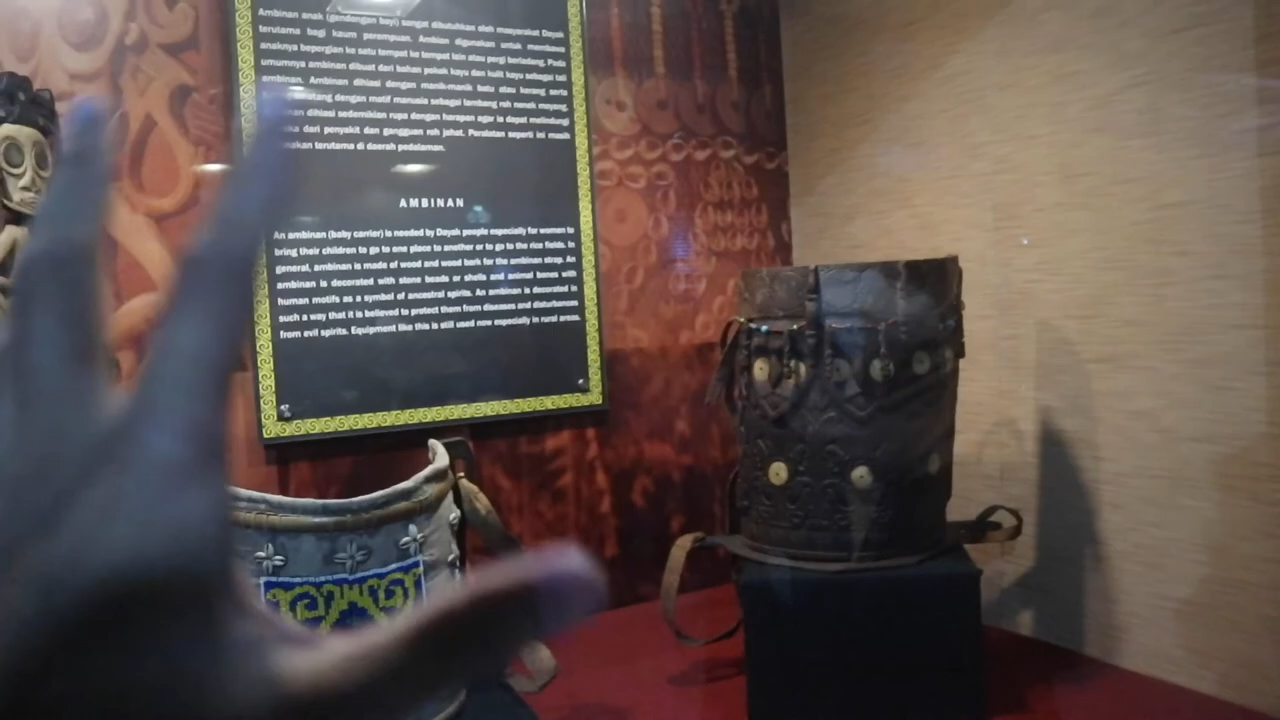 Ambinan anak (gendongan bayi) sangat dibutuhkan oleh masyarakat Dayak
terutama bagi kaum perempuan. Ambian digunakan untuk membawa
anaknya bepergian ke satu tempat ke tempat lain atau pergi berladang. Pada
umumnya ambinan dibuat dari bahan pokok kayu dan kulit kayu sebagai tali
ambinan. Ambinan dihiasi dengan manik-manik batu atau kerang serta
dengan motif manusia sebagai lambang roh nenek moyang.
dihiasi sedemikian rupa dengan harapan agar ia dapat melindungi
dari penyakit dan gangguan roh jahat. Peralatan seperti ini masih
terutama di daerah pedalaman.
AMBINAN
An ambinan (baby carrier) is needed by Dayak people especially for women to
bring their children to go to one place to another or to go to the rice fields. In
general, ambinan is made of wood and wood bark for the ambinan strap. An
ambinan is decorated with stone beads or shells and animal bones with
human motifs as a symbol of ancestral spirits. An ambinan is decorated in
such a way that it is believed to protect them from diseases and disturbances
from evil spirits. Equipment like this is still used now especially in rural areas.